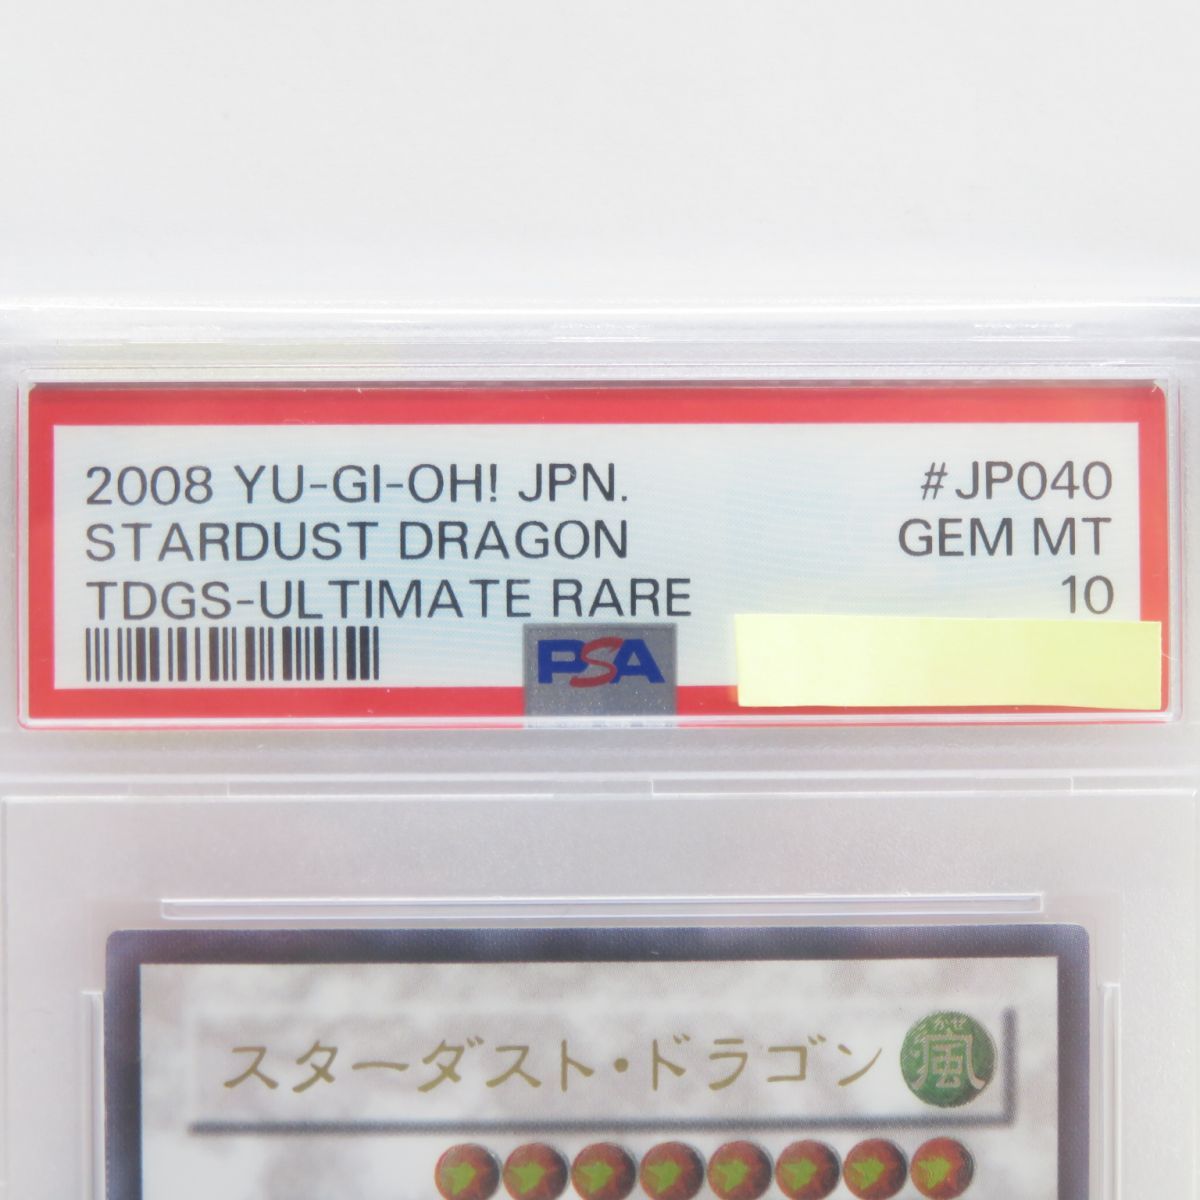 2008 YU-GI-OH! JPN. #JP040
STARDUST DRAGON GEM MT
TDGS-ULTIMATE RARE 10
PSA
スターダスト・ドラゴン
かぜ
風